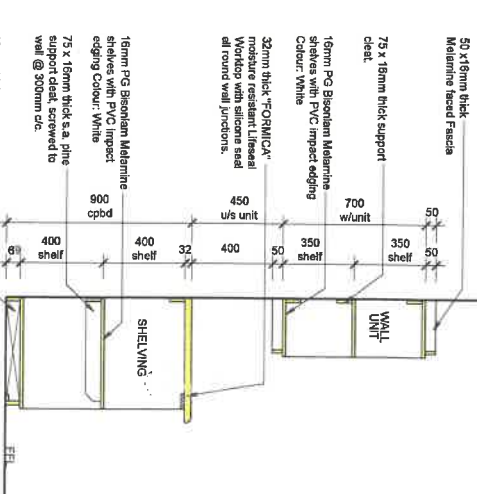 50 x16mm thick
Melamine faced Fascia
75 x 16mm thick support
cleat.
16mm PG Bisonlam Melamine
shelves with PVC impact edging
Colour: White
32mm thick "FORMICA"
moisture resistant Lifeseal
Worktop with silicone seal
all round wall junctions.
16mm PG Bisonlam Melamine
shelves with PVC impact
edging Colour: White
75 x 16mm thick s.a. pine
support cleat, screwed to
wall @ 300mm c/c.
900
cpbd
450
u/s unit
700
w/unit
50
400
shelf
400
shelf
32
400
50
350
shelf
350
shelf
50
WALL
UNIT
SHELVING
FFL